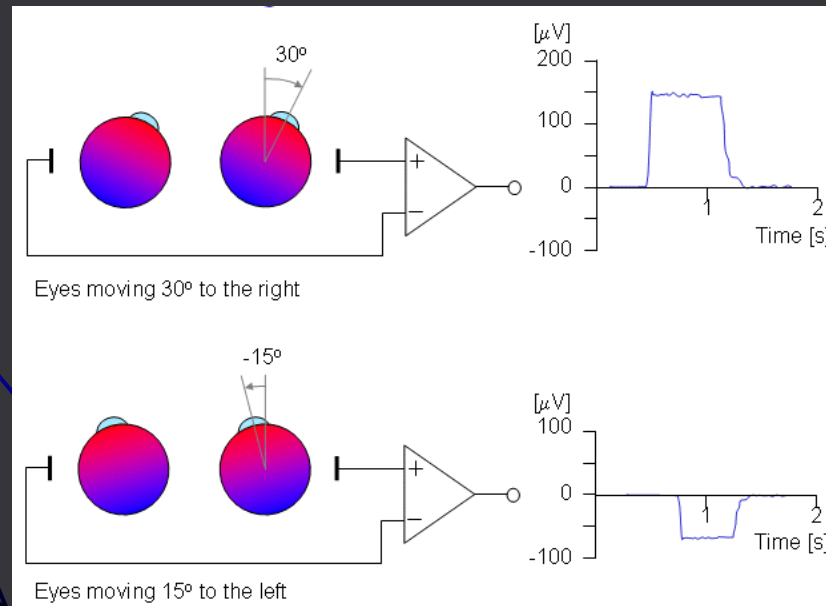 30º
[µV]
200
100
0
-100
1
2
Time [s]
+
−
Eyes moving 30º to the right
-15º
[µV]
100
0
-100
1
2
Time [s]
+
−
Eyes moving 15º to the left